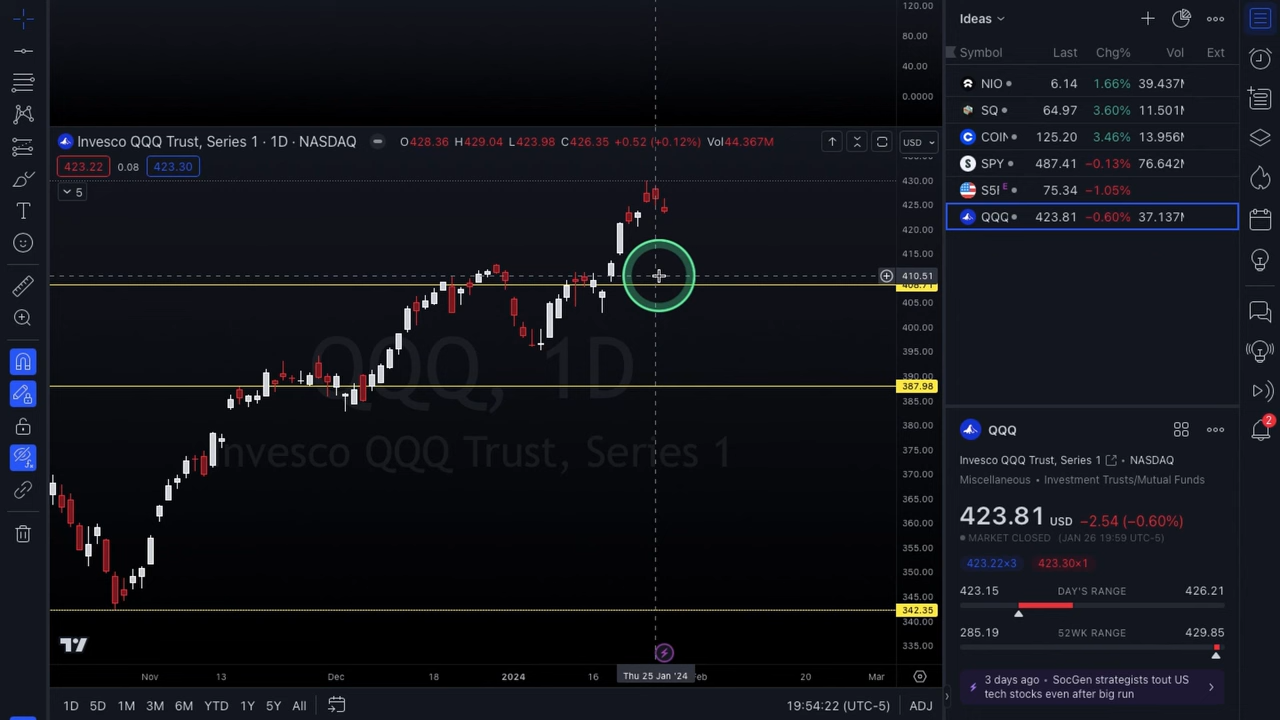 120.00
80.00
40.00
0.0000
Invesco QQQ Trust, Series 1 · 1D · NASDAQ
O428.36 H429.04 L423.98 C426.35 +0.52 (+0.12%) Vol44.367M
USD
423.22 0.08 423.30
5
430.00
425.00
420.00
415.00
410.51
405.00
400.00
395.00
390.00
387.98
385.00
380.00
375.00
370.00
365.00
360.00
355.00
350.00
345.00
342.35
340.00
335.00
QQQ, 1D
Invesco QQQ Trust, Series 1
Nov 13 Dec 18 2024 16 Thu 25 Jan '24 Feb 20 Mar
1D 5D 1M 3M 6M YTD 1Y 5Y All
19:54:22 (UTC-5) ADJ
Ideas
Symbol Last Chg% Vol Ext
NIO 6.14 1.66% 39.437M
SQ 64.97 3.60% 11.501M
COIN 125.20 3.46% 13.956M
SPY 487.41 −0.13% 76.642M
S5I E 75.34 −1.05%
QQQ 423.81 −0.60% 37.137M
QQQ
Invesco QQQ Trust, Series 1 • NASDAQ
Miscellaneous • Investment Trusts/Mutual Funds
423.81 USD −2.54 (−0.60%)
MARKET CLOSED (JAN 26 19:59 UTC-5)
423.22×3 423.30×1
423.15 DAY'S RANGE 426.21
285.19 52WK RANGE 429.85
3 days ago • SocGen strategists tout US
tech stocks even after big run
2